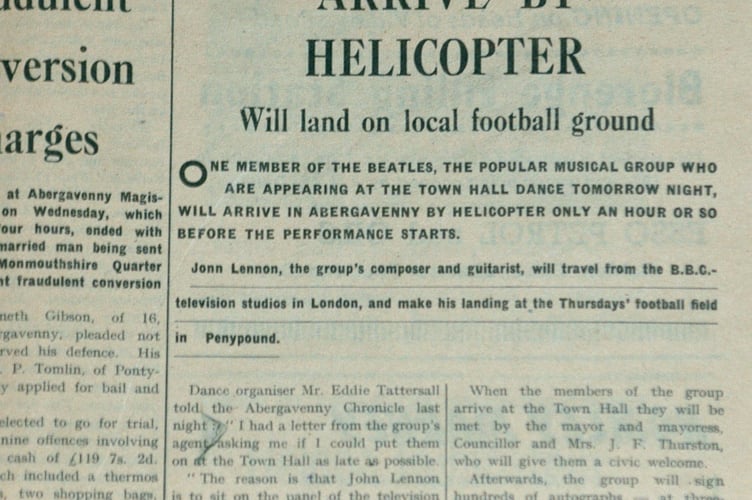 version
arges
at Abergavenny Magis-
on Wednesday, which
four hours, ended with
married man being sent
Monmouthshire Quarter
nt fraudulent conversion
neth Gibson, of 16,
rgavenny, pleaded not
rved his defence. His
. P. Tomlin, of Ponty-
y applied for bail and
elected to go for trial,
nine offences involving
cash of £119 7s. 2d.
ch included a thermos
, two shopping bags,
ARRIVE BY
HELICOPTER
Will land on local football ground
ONE MEMBER OF THE BEATLES, THE POPULAR MUSICAL GROUP WHO
ARE APPEARING AT THE TOWN HALL DANCE TOMORROW NIGHT,
WILL ARRIVE IN ABERGAVENNY BY HELICOPTER ONLY AN HOUR OR SO
BEFORE THE PERFORMANCE STARTS.
Jonn Lennon, the group's composer and guitarist, will travel from the B.B.C.-
television studios in London, and make his landing at the Thursdays' football field
in Penypound.
Dance organiser Mr. Eddie Tattersall
told the Abergavenny Chronicle last
night : " I had a letter from the group's
agent asking me if I could put them
on at the Town Hall as late as possible.
" The reason is that John Lennon
is to sit on the panel of the television
When the members of the group
arrive at the Town Hall they will be
met by the mayor and mayoress,
Councillor and Mrs. J. F. Thurston,
who will give them a civic welcome.
Afterwards, the group will sign
hundreds of autographs — at three-